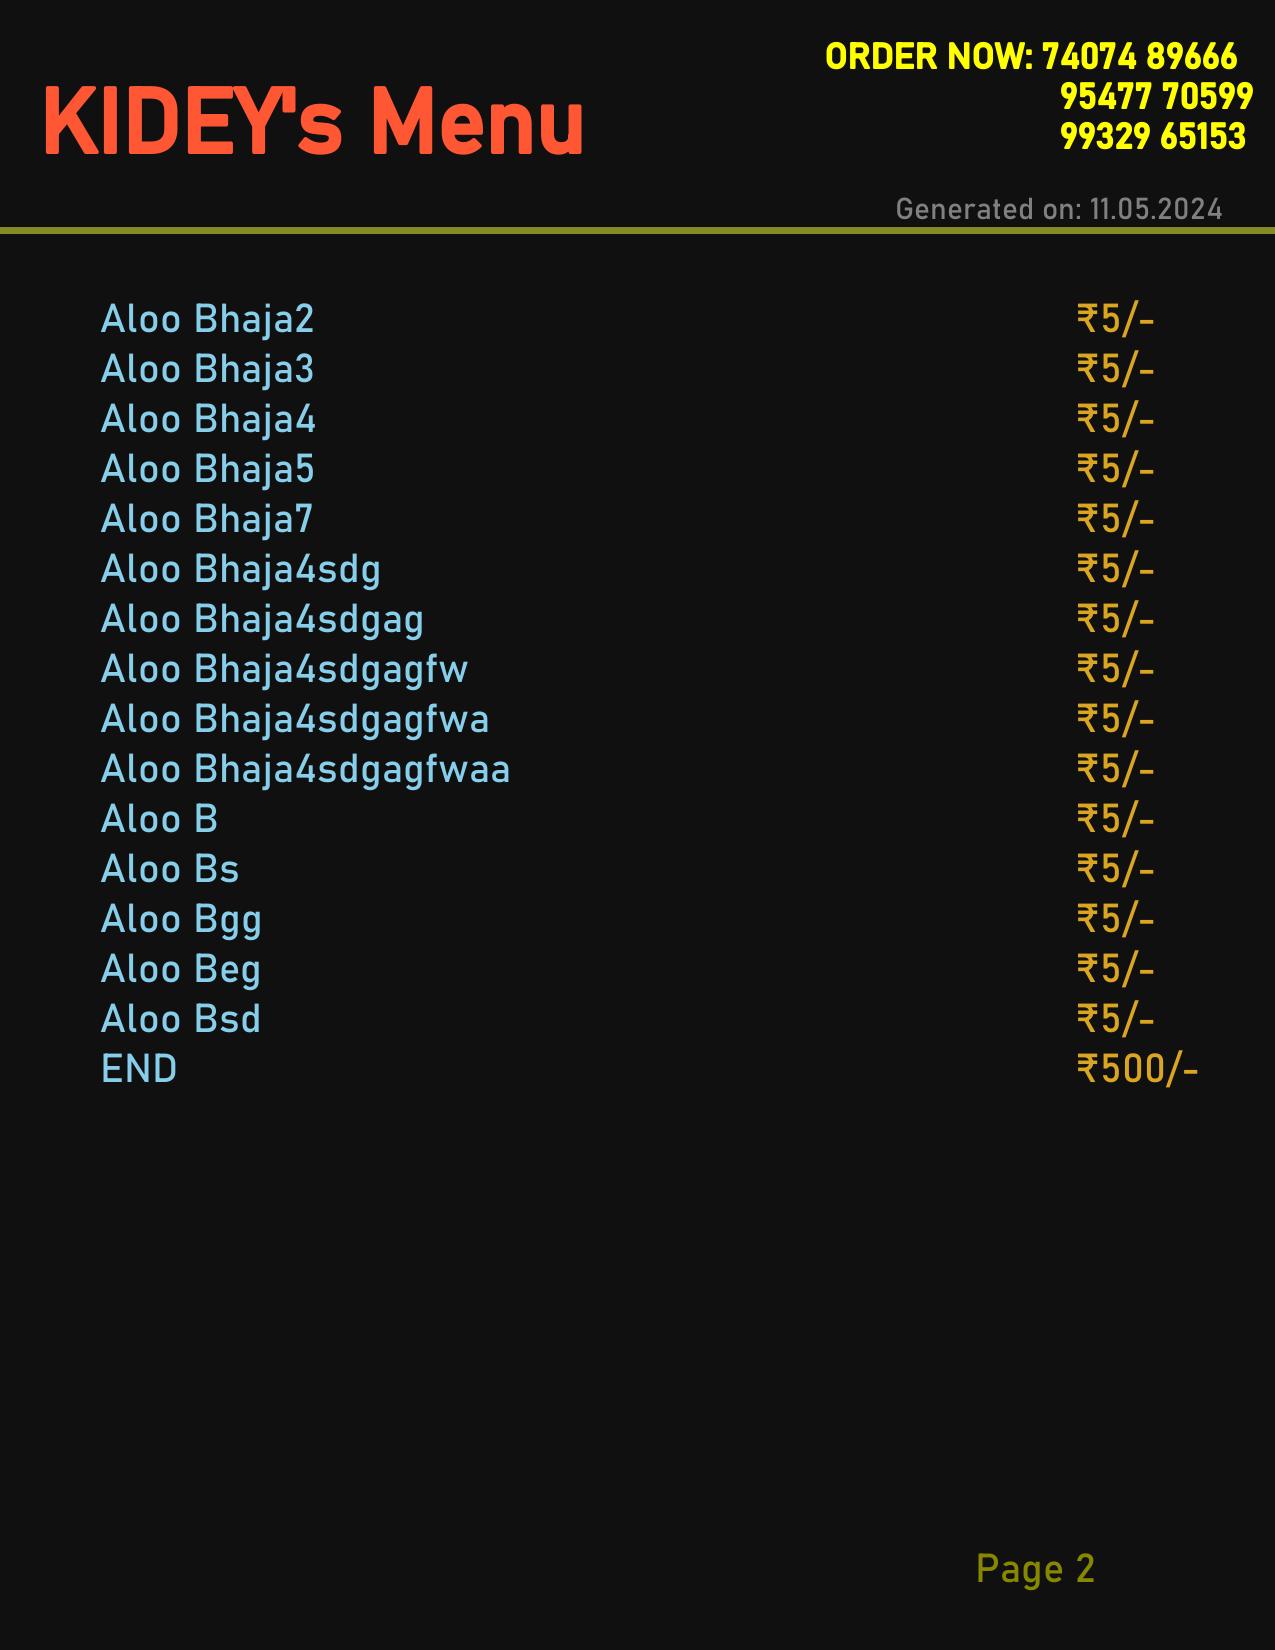 KIDEY's Menu
ORDER NOW: 74074 89666
95477 70599
99329 65153
Generated on: 11.05.2024
Aloo Bhaja2 ₹5/-
Aloo Bhaja3 ₹5/-
Aloo Bhaja4 ₹5/-
Aloo Bhaja5 ₹5/-
Aloo Bhaja7 ₹5/-
Aloo Bhaja4sdg ₹5/-
Aloo Bhaja4sdgag ₹5/-
Aloo Bhaja4sdgagfw ₹5/-
Aloo Bhaja4sdgagfwa ₹5/-
Aloo Bhaja4sdgagfwaa ₹5/-
Aloo B ₹5/-
Aloo Bs ₹5/-
Aloo Bgg ₹5/-
Aloo Beg ₹5/-
Aloo Bsd ₹5/-
END ₹500/-
Page 2